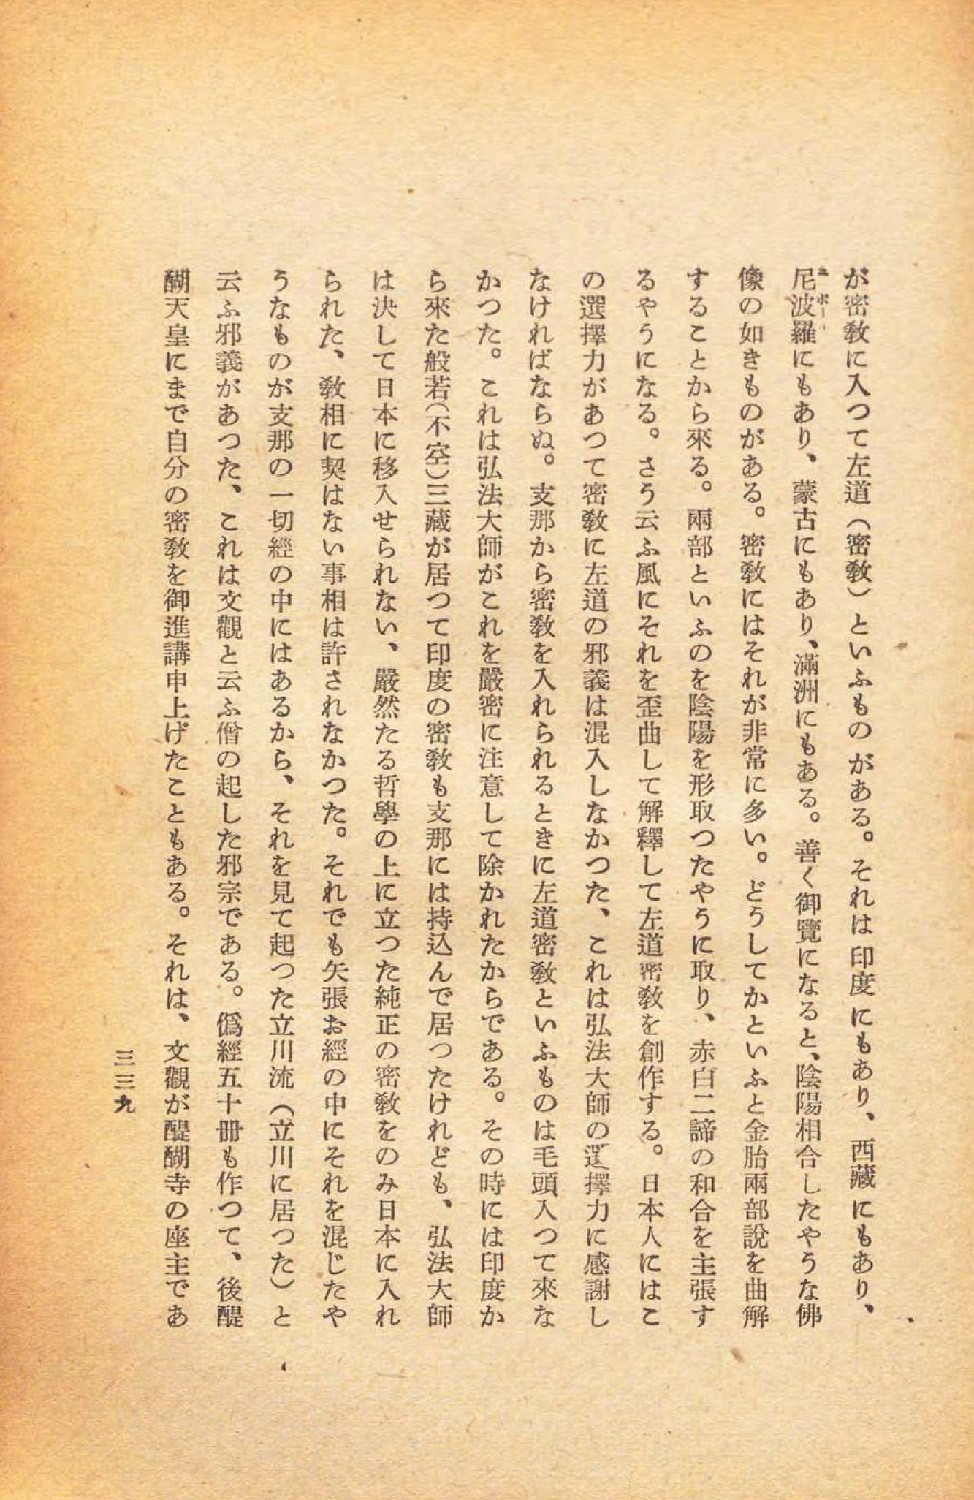 が密敎に入つて左道（密敎）といふものがある。それは印度にもあり、西藏にもあり、
尼波羅にもあり、蒙古にもあり、滿洲にもある。善く御覽になると、陰陽相合したやうな佛
像の如きものがある。密敎にはそれが非常に多い。どうしてかといふと金胎兩部說を曲解
することから來る。兩部といふのを陰陽を形取つたやうに取り、赤白二諦の和合を主張す
るやうになる。さう云ふ風にそれを歪曲して解釋して左道密敎を創作する。日本人にはこ
の選擇力があつて密敎に左道の邪義は混入しなかつた、これは弘法大師の選擇力に感謝し
なければならぬ。支那から密敎を入れられるときに左道密敎といふものは毛頭入つて來な
かつた。これは弘法大師がこれを嚴密に注意して除かれたからである。その時には印度か
ら來た般若（不空）三藏が居つて印度の密敎も支那には持込んで居つたけれども、弘法大師
は決して日本に移入せられない、嚴然たる哲學の上に立つた純正の密敎をのみ日本に入れ
られた、敎相に契はない事相は許されなかつた。それでも矢張お經の中にそれを混じたや
うなものが支那の一切經の中にはあるから、それを見て起つた立川流（立川に居つた）と
云ふ邪義があつた、これは文觀と云ふ僧の起した邪宗である。僞經五十冊も作つて、後醍
醐天皇にまで自分の密敎を御進講申上げたこともある。それは、文觀が醍醐寺の座主であ
三三九